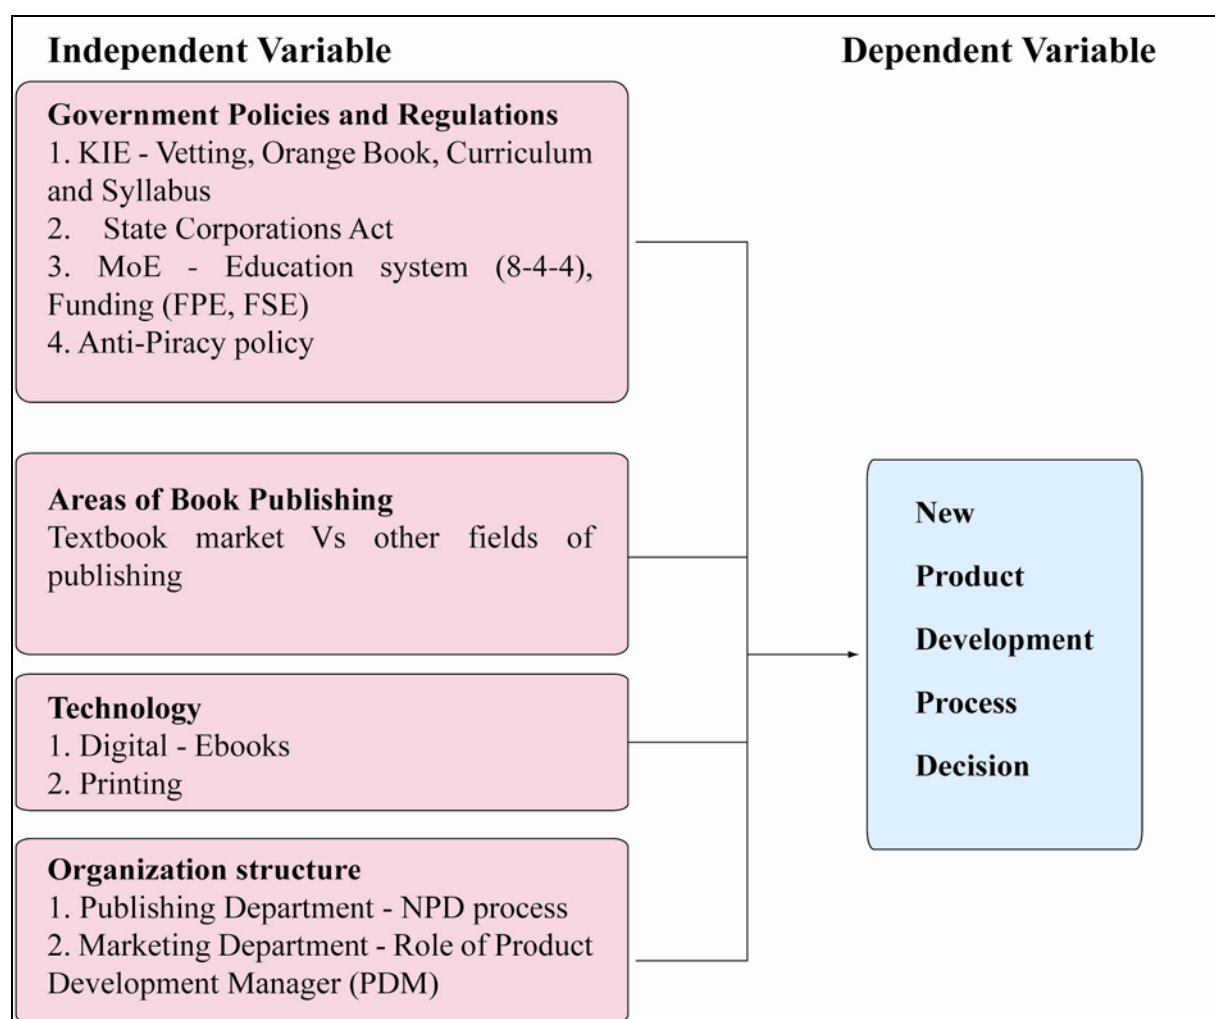 Independent Variable
Dependent Variable
Government Policies and Regulations
1. KIE - Vetting, Orange Book, Curriculum
and Syllabus
2. State Corporations Act
3. MoE - Education system (8-4-4),
Funding (FPE, FSE)
4. Anti-Piracy policy
Areas of Book Publishing
Textbook market Vs other fields of
publishing
Technology
1. Digital - Ebooks
2. Printing
Organization structure
1. Publishing Department - NPD process
2. Marketing Department - Role of Product
Development Manager (PDM)
New
Product
Development
Process
Decision